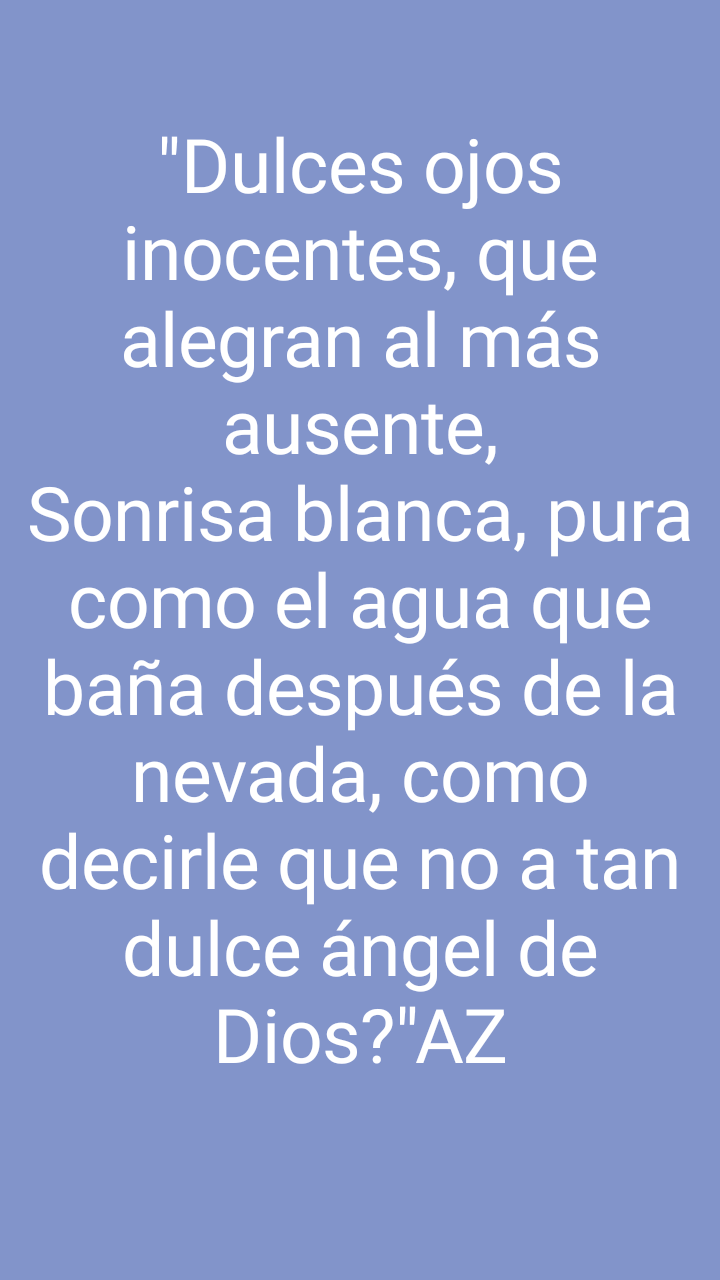 "Dulces ojos
inocentes, que
alegran al más
ausente,
Sonrisa blanca, pura
como el agua que
baña después de la
nevada, como
decirle que no a tan
dulce ángel de
Dios?"AZ